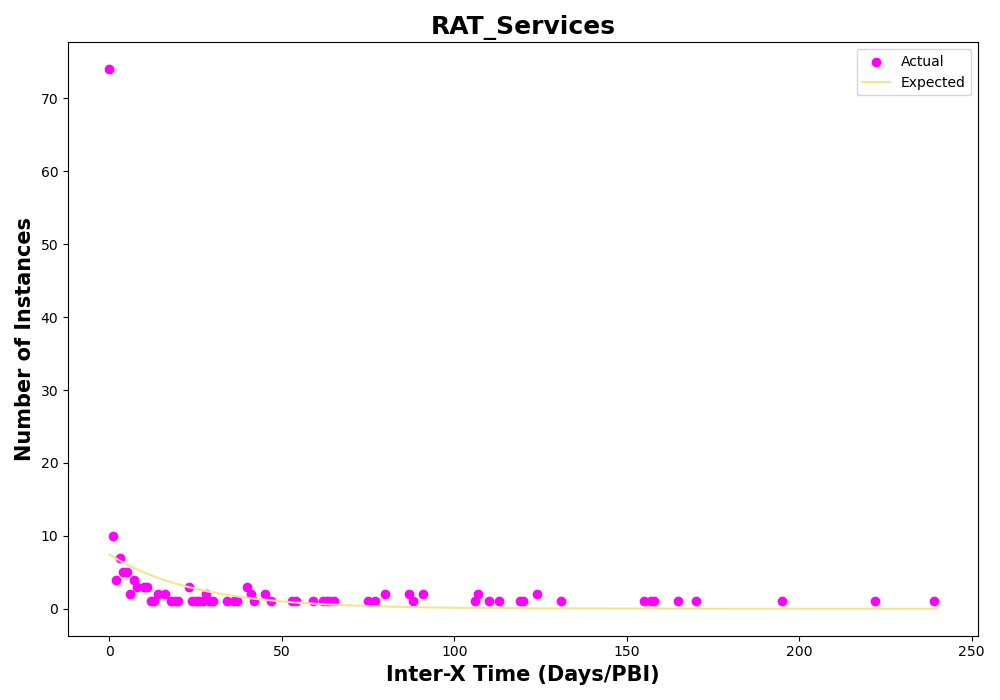 RAT_Services
Actual
Expected
Number of Instances
70
60
50
40
30
20
10
0
0
50
100
150
200
250
Inter-X Time (Days/PBI)